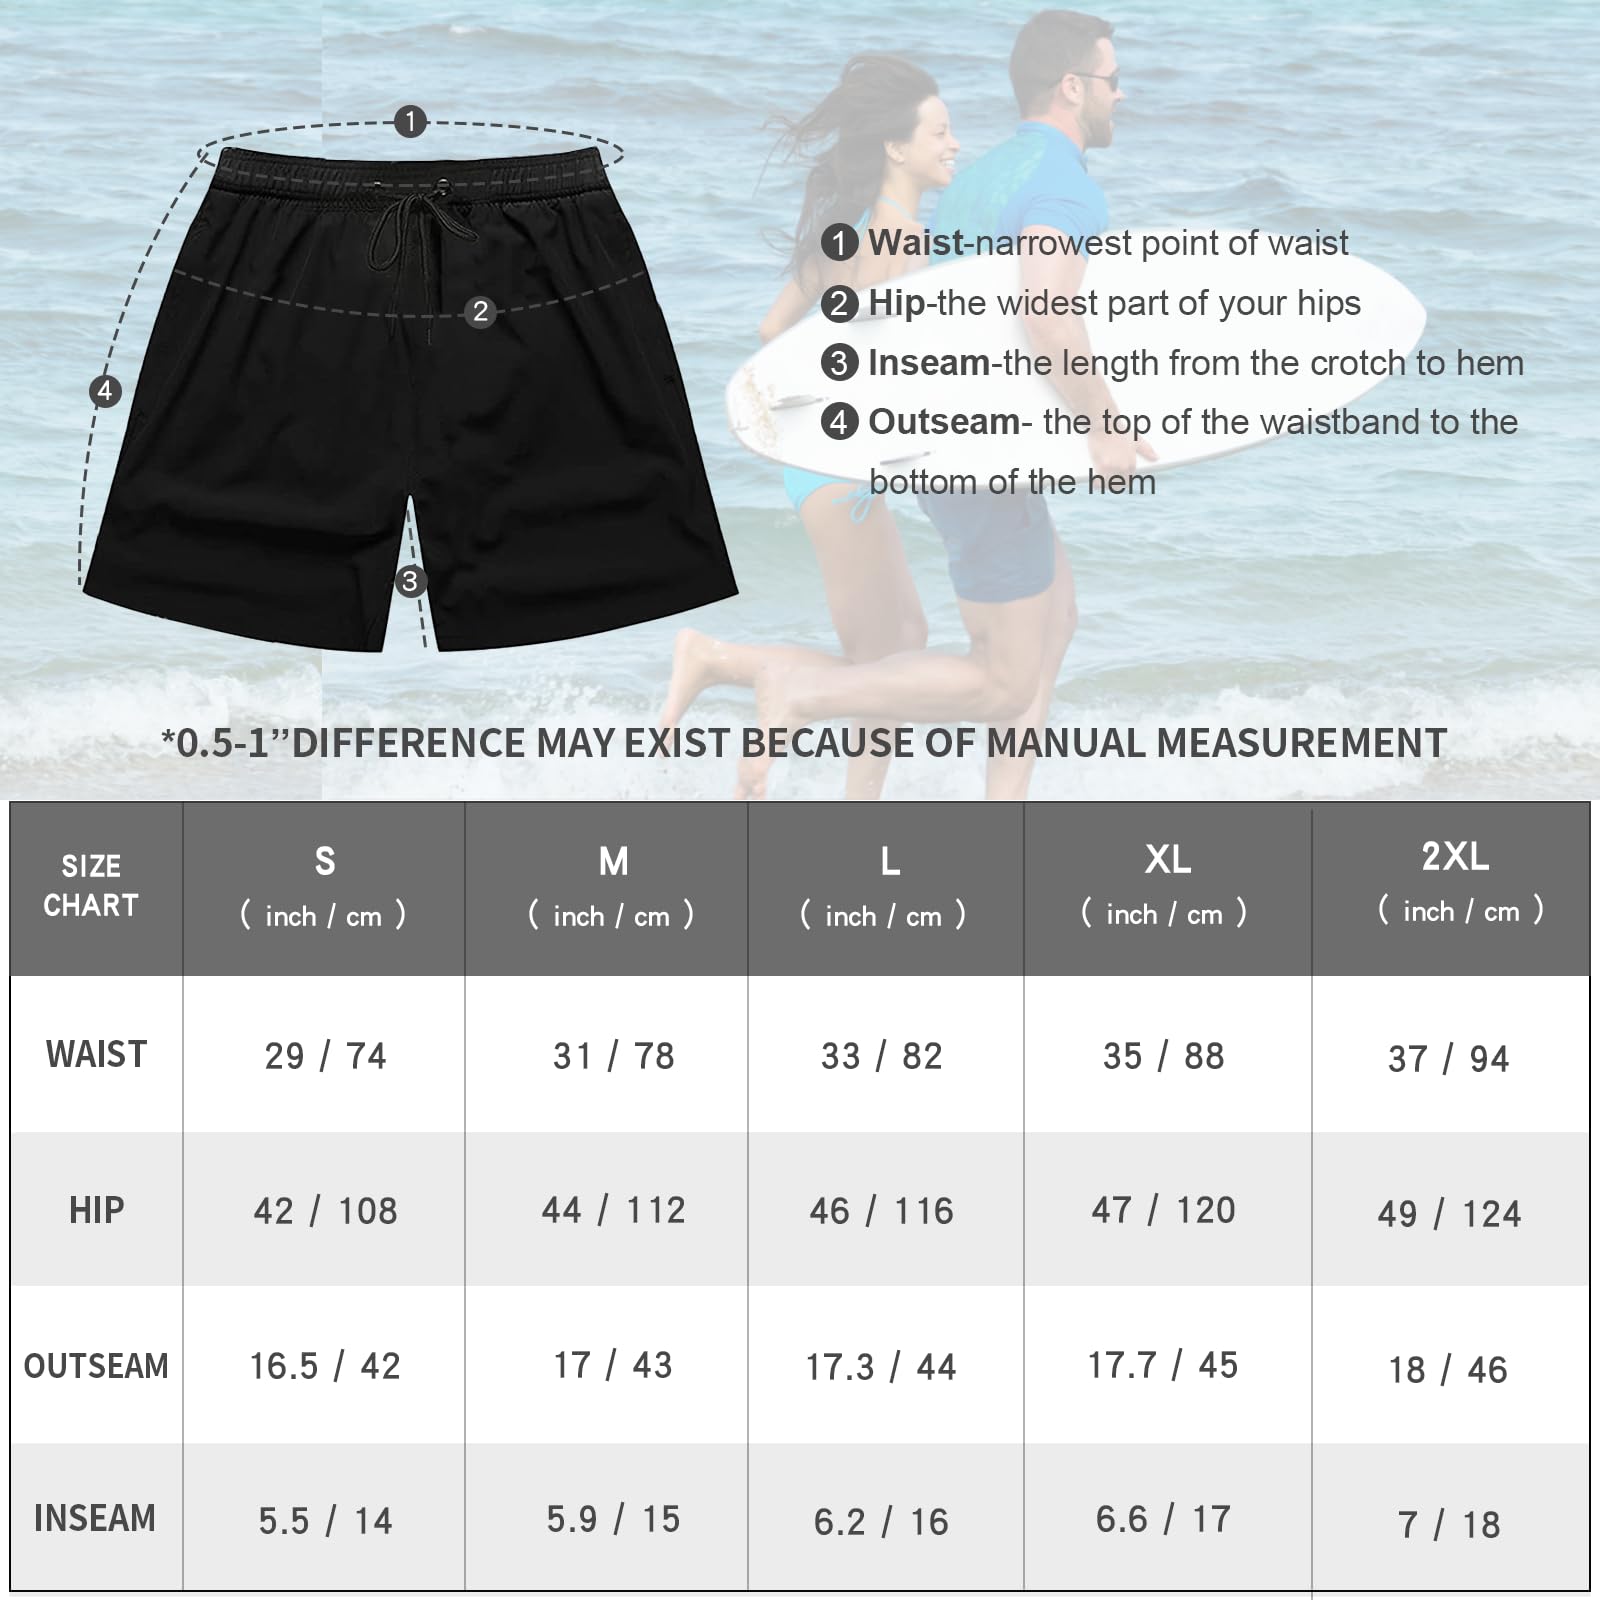 1
2
3
4
1 Waist-narrowest point of waist
2 Hip-the widest part of your hips
3 Inseam-the length from the crotch to hem
4 Outseam- the top of the waistband to the
bottom of the hem
*0.5-1’’DIFFERENCE MAY EXIST BECAUSE OF MANUAL MEASUREMENT
SIZE
CHART
S
( inch / cm )
M
( inch / cm )
L
( inch / cm )
XL
( inch / cm )
2XL
( inch / cm )
WAIST 29 / 74 31 / 78 33 / 82 35 / 88 37 / 94
HIP 42 / 108 44 / 112 46 / 116 47 / 120 49 / 124
OUTSEAM 16.5 / 42 17 / 43 17.3 / 44 17.7 / 45 18 / 46
INSEAM 5.5 / 14 5.9 / 15 6.2 / 16 6.6 / 17 7 / 18